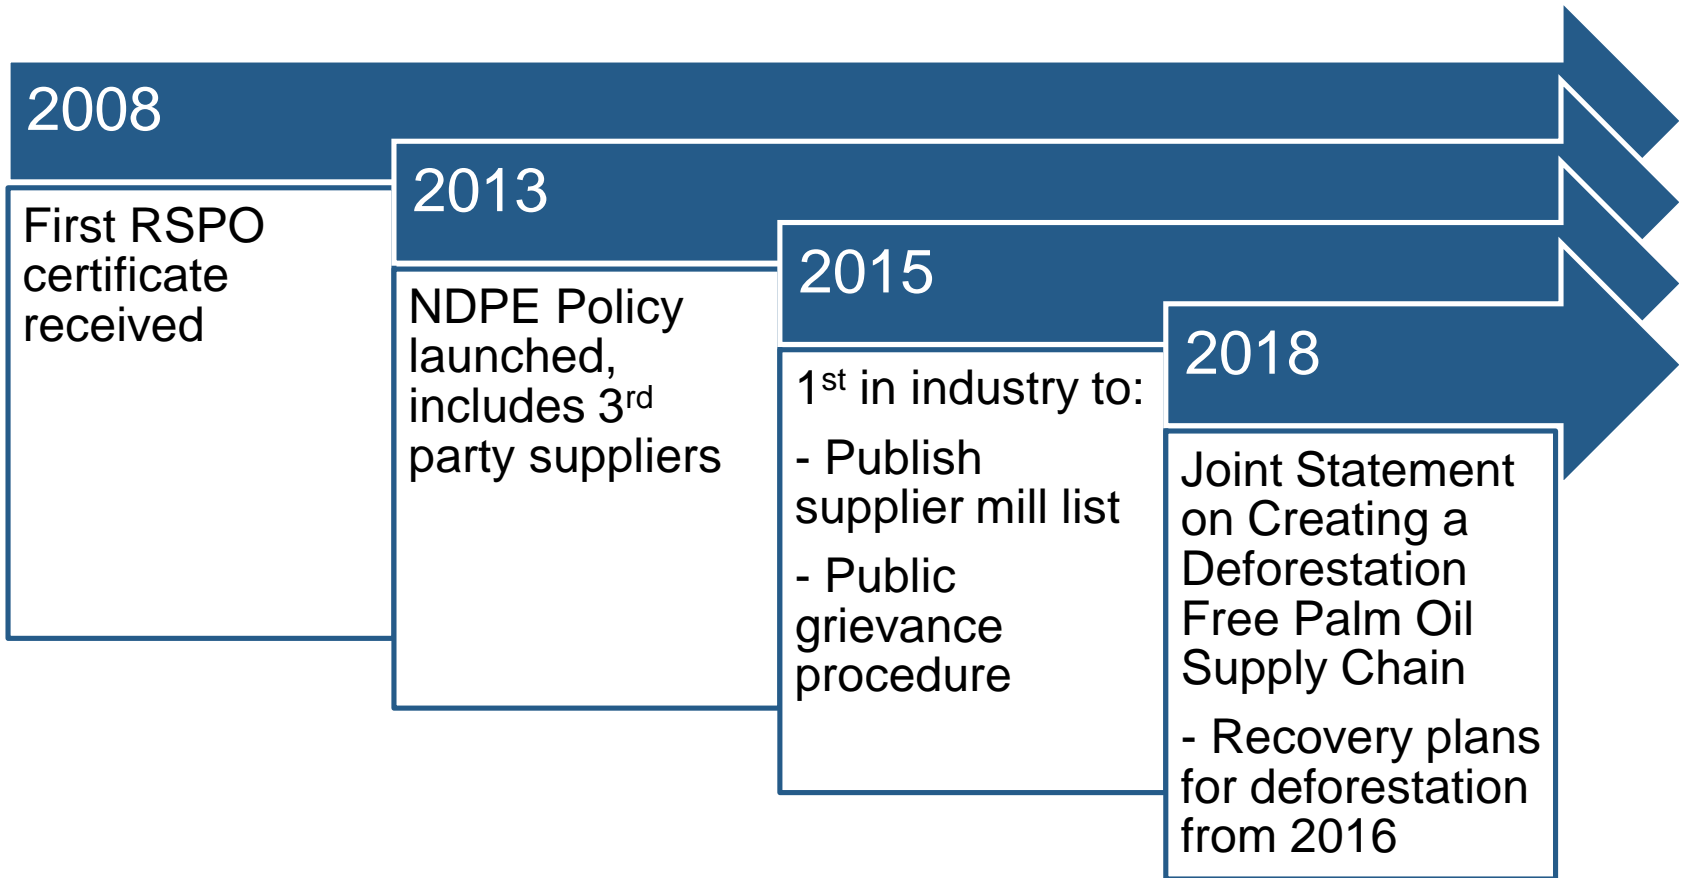 2008
First RSPO
certificate
received
2013
NDPE Policy
launched,
includes 3rd
party suppliers
2015
1st in industry to:
- Publish
supplier mill list
- Public
grievance
procedure
2018
Joint Statement
on Creating a
Deforestation
Free Palm Oil
Supply Chain
- Recovery plans
for deforestation
from 2016